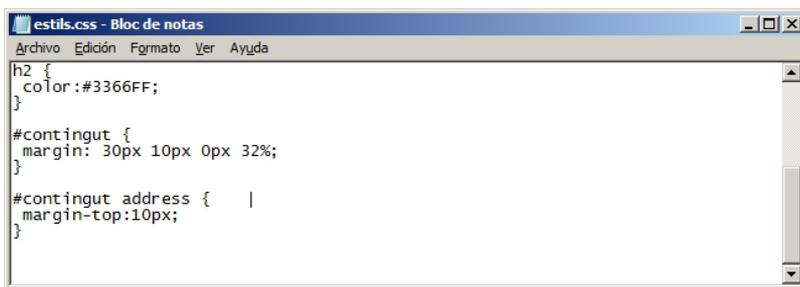 estils.css - Bloc de notas
Archivo Edición Formato Ver Ayuda
h2 {
 color:#3366FF;
}

#contingut {
 margin: 30px 10px 0px 32%;
}

#contingut address {
 margin-top:10px;
}